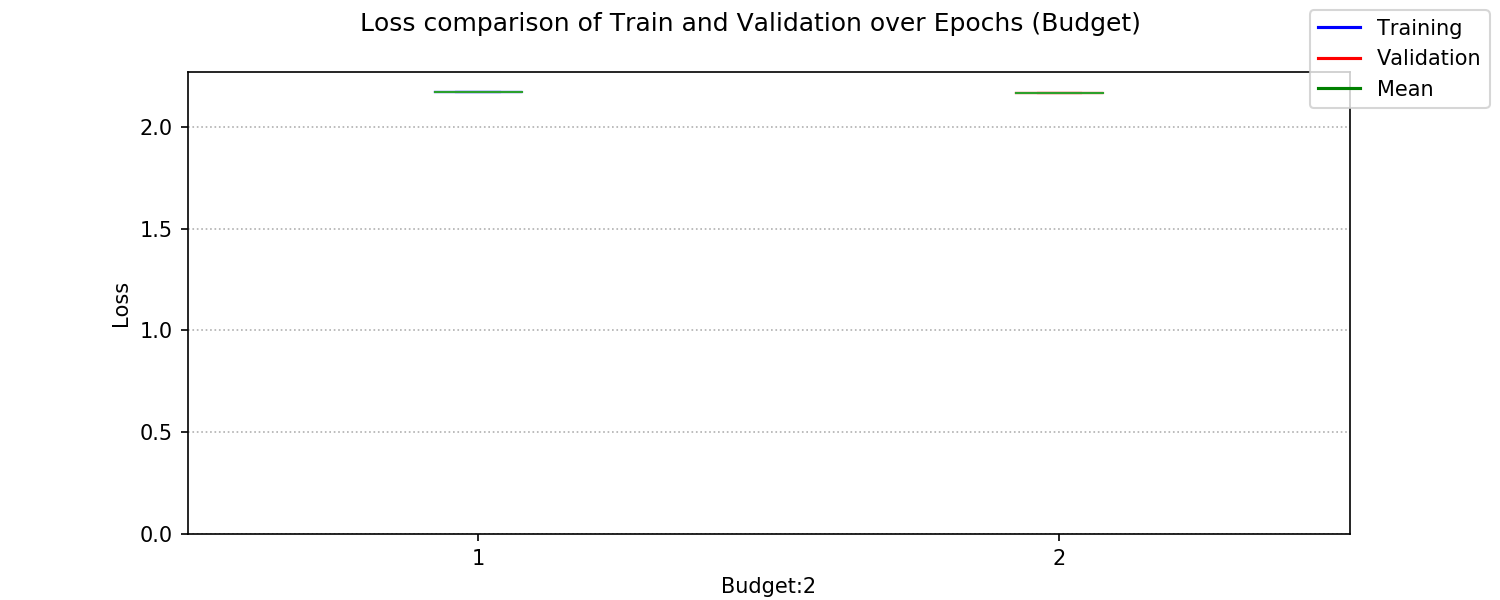 Loss comparison of Train and Validation over Epochs (Budget)
Training
Validation
Mean
2.0
1.5
1.0
0.5
0.0
Loss
1
2
Budget:2